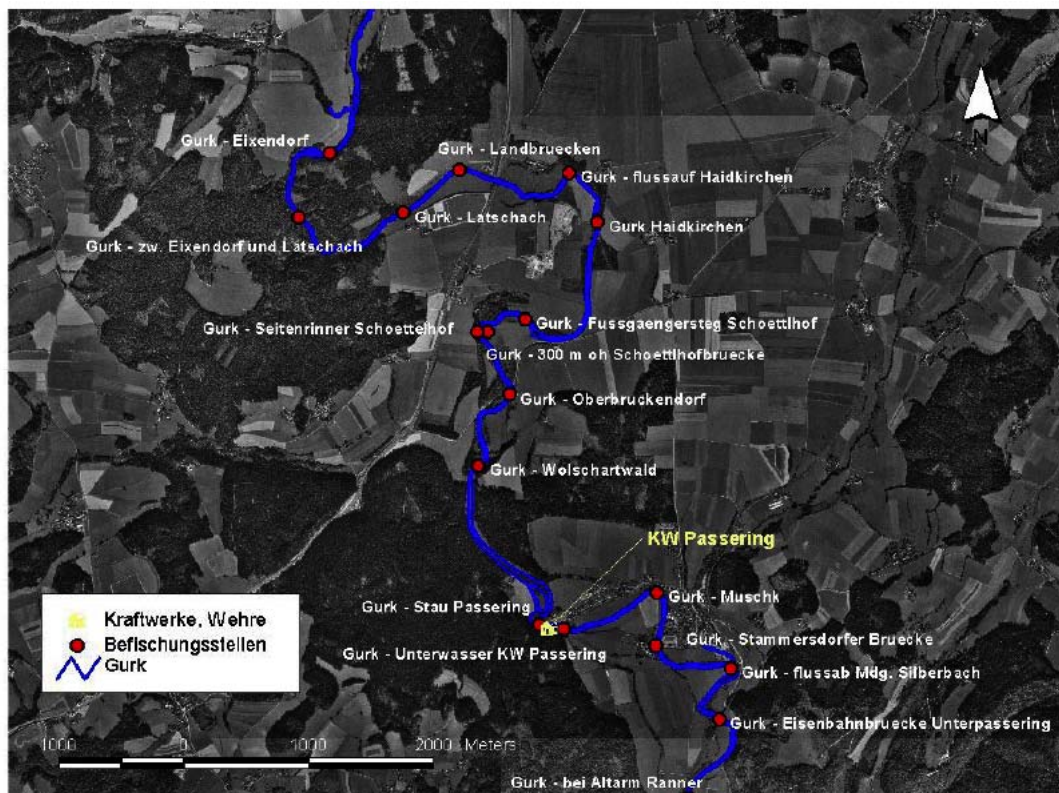 N
Gurk - Eixendorf
Gurk - Landbruecken
Gurk - flussauf Haidkirchen
Gurk - Latschach
Gurk Haidkirchen
Gurk - zw. Eixendorf und Latschach
Gurk - Seitenrinner Schoettelhof
Gurk - Fussgaengersteg Schoettlhof
Gurk - 300 m oh Schoettlhofbruecke
Gurk - Oberbruckendorf
Gurk - Wolschartwald
KW Passering
Gurk - Muschk
Gurk - Stau Passering
Gurk - Stammersdorfer Bruecke
Gurk - Unterwasser KW Passering
Gurk - flussab Mdg. Silberbach
Gurk - Eisenbahnbruecke Unterpassering
Gurk - bei Altarm Ranner
Kraftwerke, Wehre
Befischungsstellen
Gurk
1000 0 1000 2000 Meters